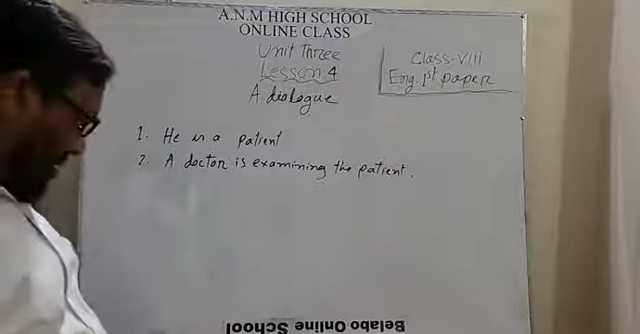 A.N.M HIGH SCHOOL
ONLINE CLASS
Unit Three
Lesson-4
A dialogue
Class-VIII
Eng. 1st paper
1. He is a patient
2. A doctor is examining the patient.
Belabo Online School